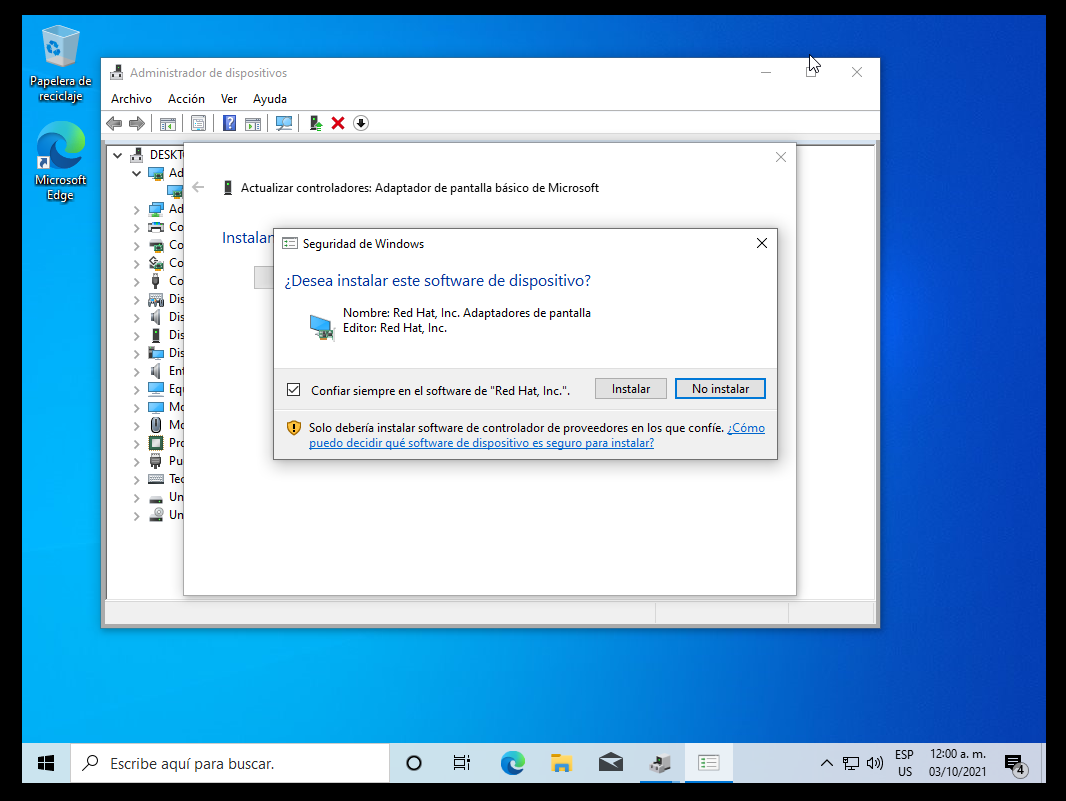 Papelera de
reciclaje
Microsoft
Edge
Administrador de dispositivos
Archivo Acción Ver Ayuda
DESKT
Ad
Ad
Co
Co
Co
Co
Dis
Dis
Dis
Dis
Ent
Equ
Mo
Mo
Pro
Pu
Tec
Un
Un
Actualizar controladores: Adaptador de pantalla básico de Microsoft
Instalan
Seguridad de Windows
¿Desea instalar este software de dispositivo?
Nombre: Red Hat, Inc. Adaptadores de pantalla
Editor: Red Hat, Inc.
Confiar siempre en el software de "Red Hat, Inc.". Instalar No instalar
Solo debería instalar software de controlador de proveedores en los que confíe. ¿Cómo
puedo decidir qué software de dispositivo es seguro para instalar?
Escribe aquí para buscar.
ESP
US
12:00 a. m.
03/10/2021
4